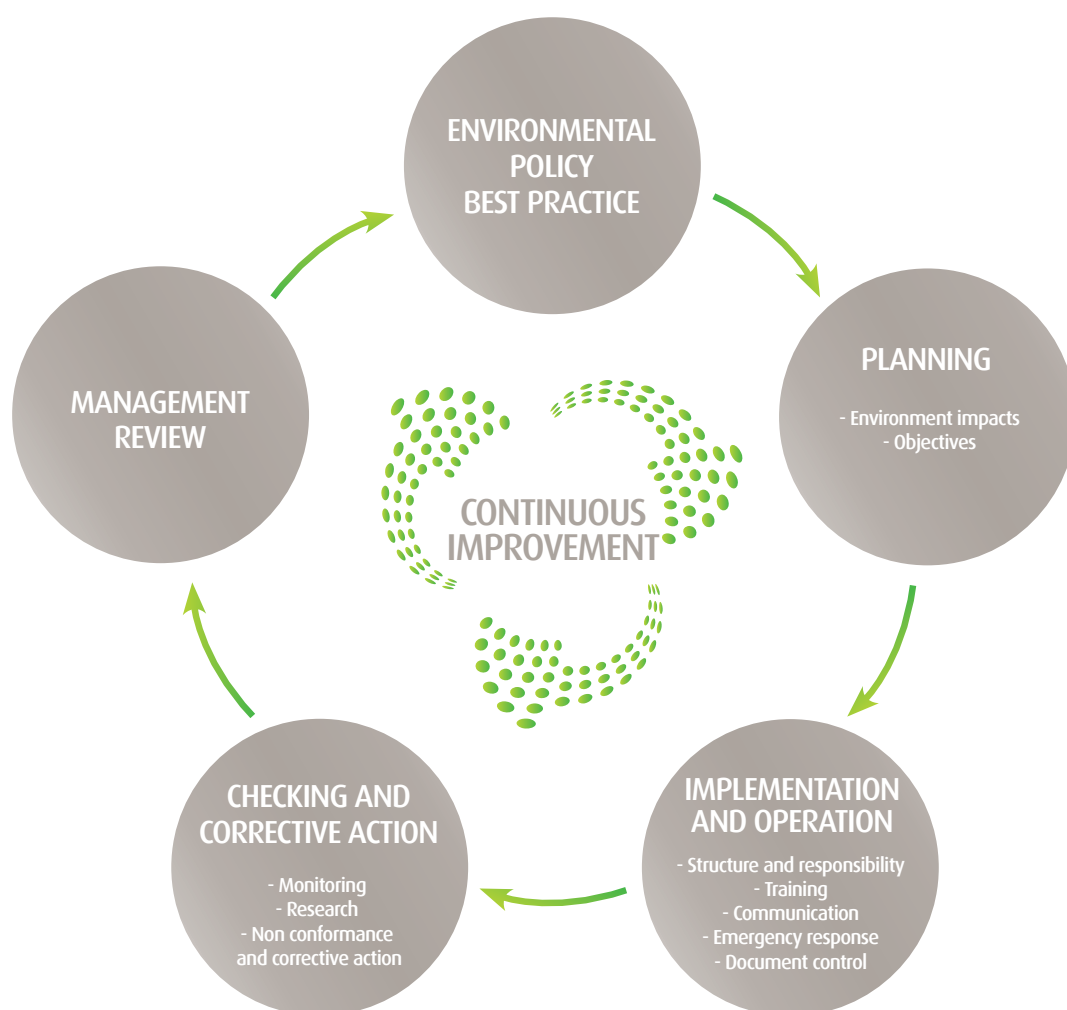 ENVIRONMENTAL
POLICY
BEST PRACTICE
PLANNING
- Environment impacts
- Objectives
IMPLEMENTATION
AND OPERATION
- Structure and responsibility
- Training
- Communication
- Emergency response
- Document control
CHECKING AND
CORRECTIVE ACTION
- Monitoring
- Research
- Non conformance
and corrective action
MANAGEMENT
REVIEW
CONTINUOUS
IMPROVEMENT